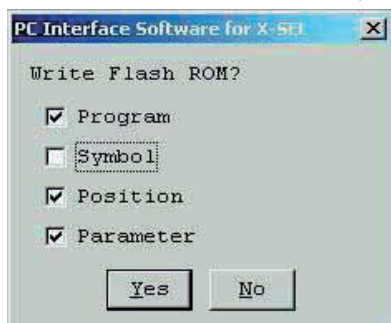 PC Interface Software for X-SEL
Write Flash ROM?
Program
Symbol
Position
Parameter
Yes No